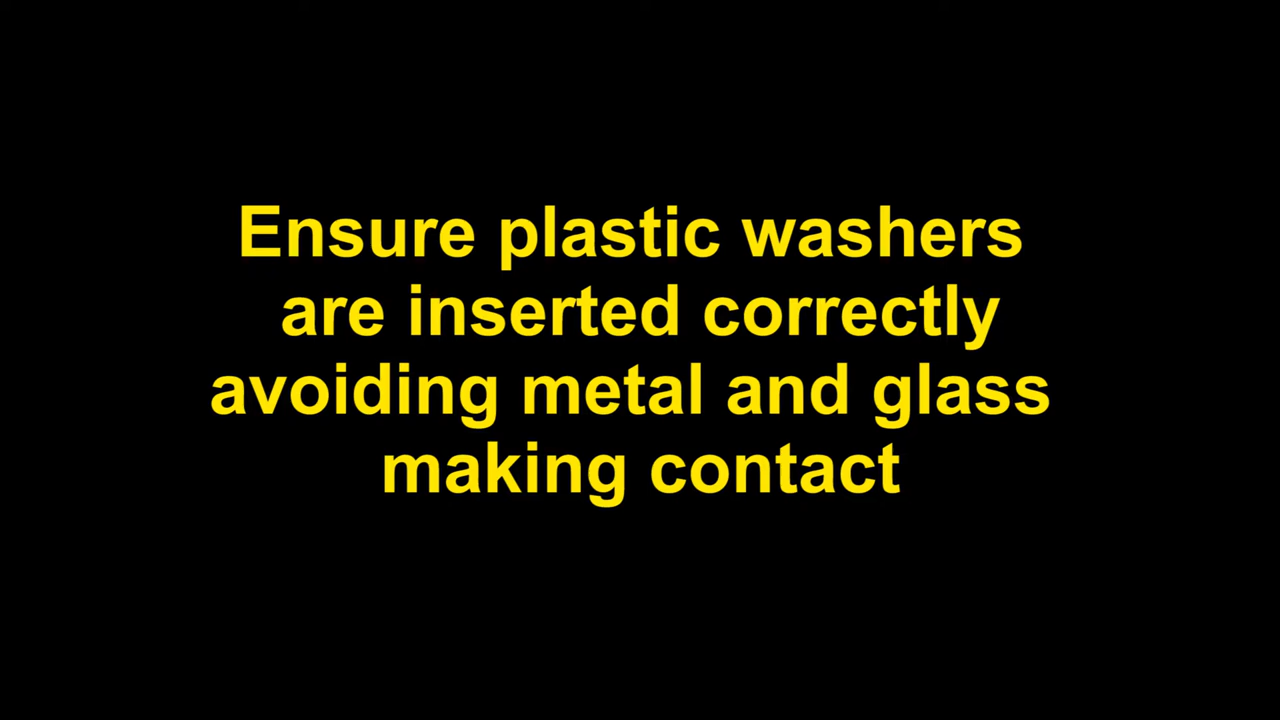 Ensure plastic washers
are inserted correctly
avoiding metal and glass
making contact